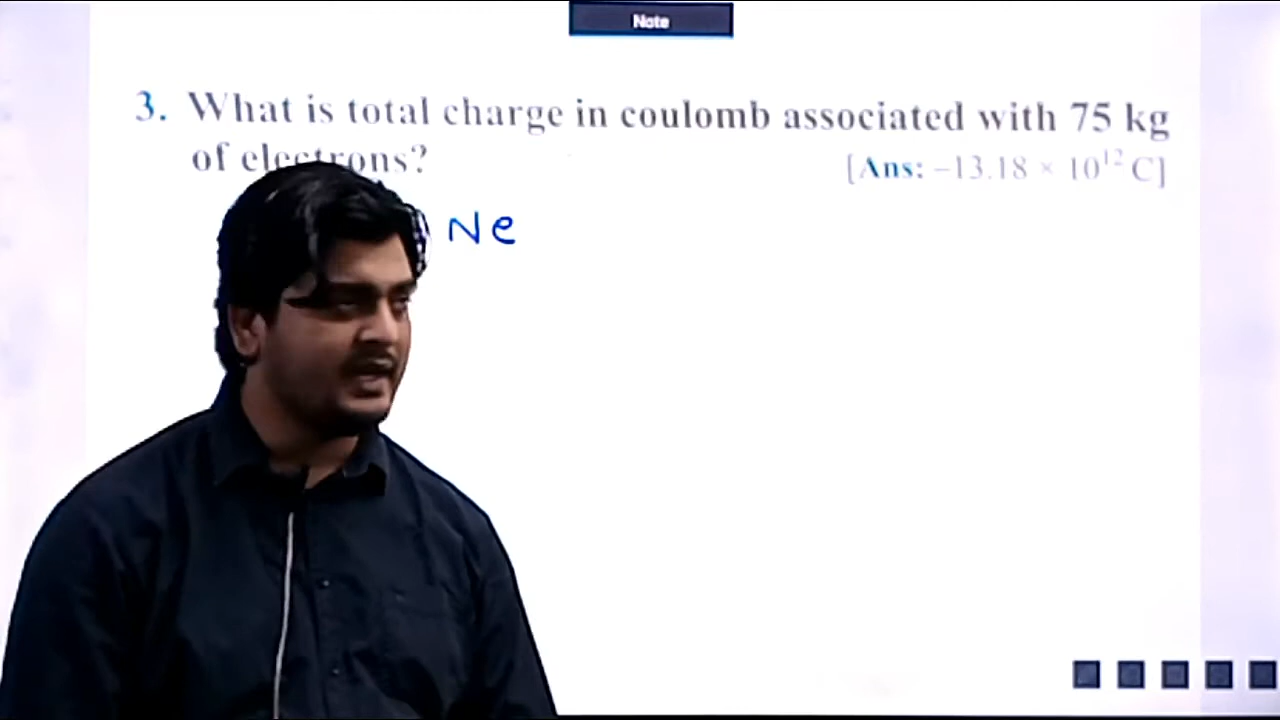 Note
3. What is total charge in coulomb associated with 75 kg
of electrons? [Ans: –13.18 × 10¹² C]
Ne